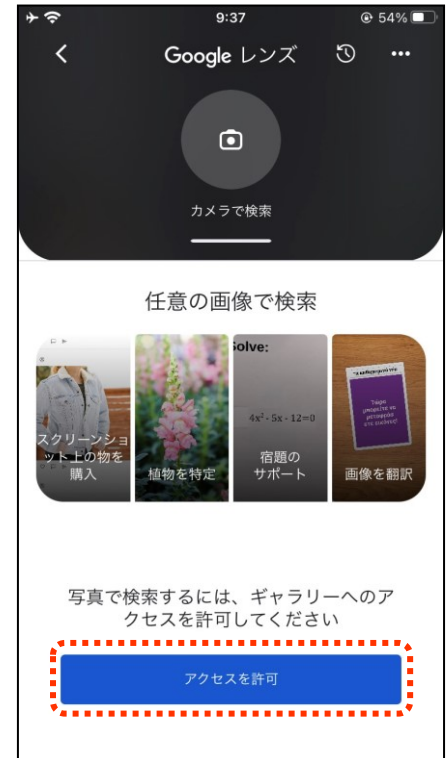 9:37
54%
Google レンズ
カメラで検索
任意の画像で検索
スクリーンショ
ット上の物を
購入
植物を特定
Solve:
4x² - 5x - 12=0
宿題の
サポート
Τώρα
μπορείτε να
画像を翻訳
写真で検索するには、ギャラリーへのア
クセスを許可してください
アクセスを許可